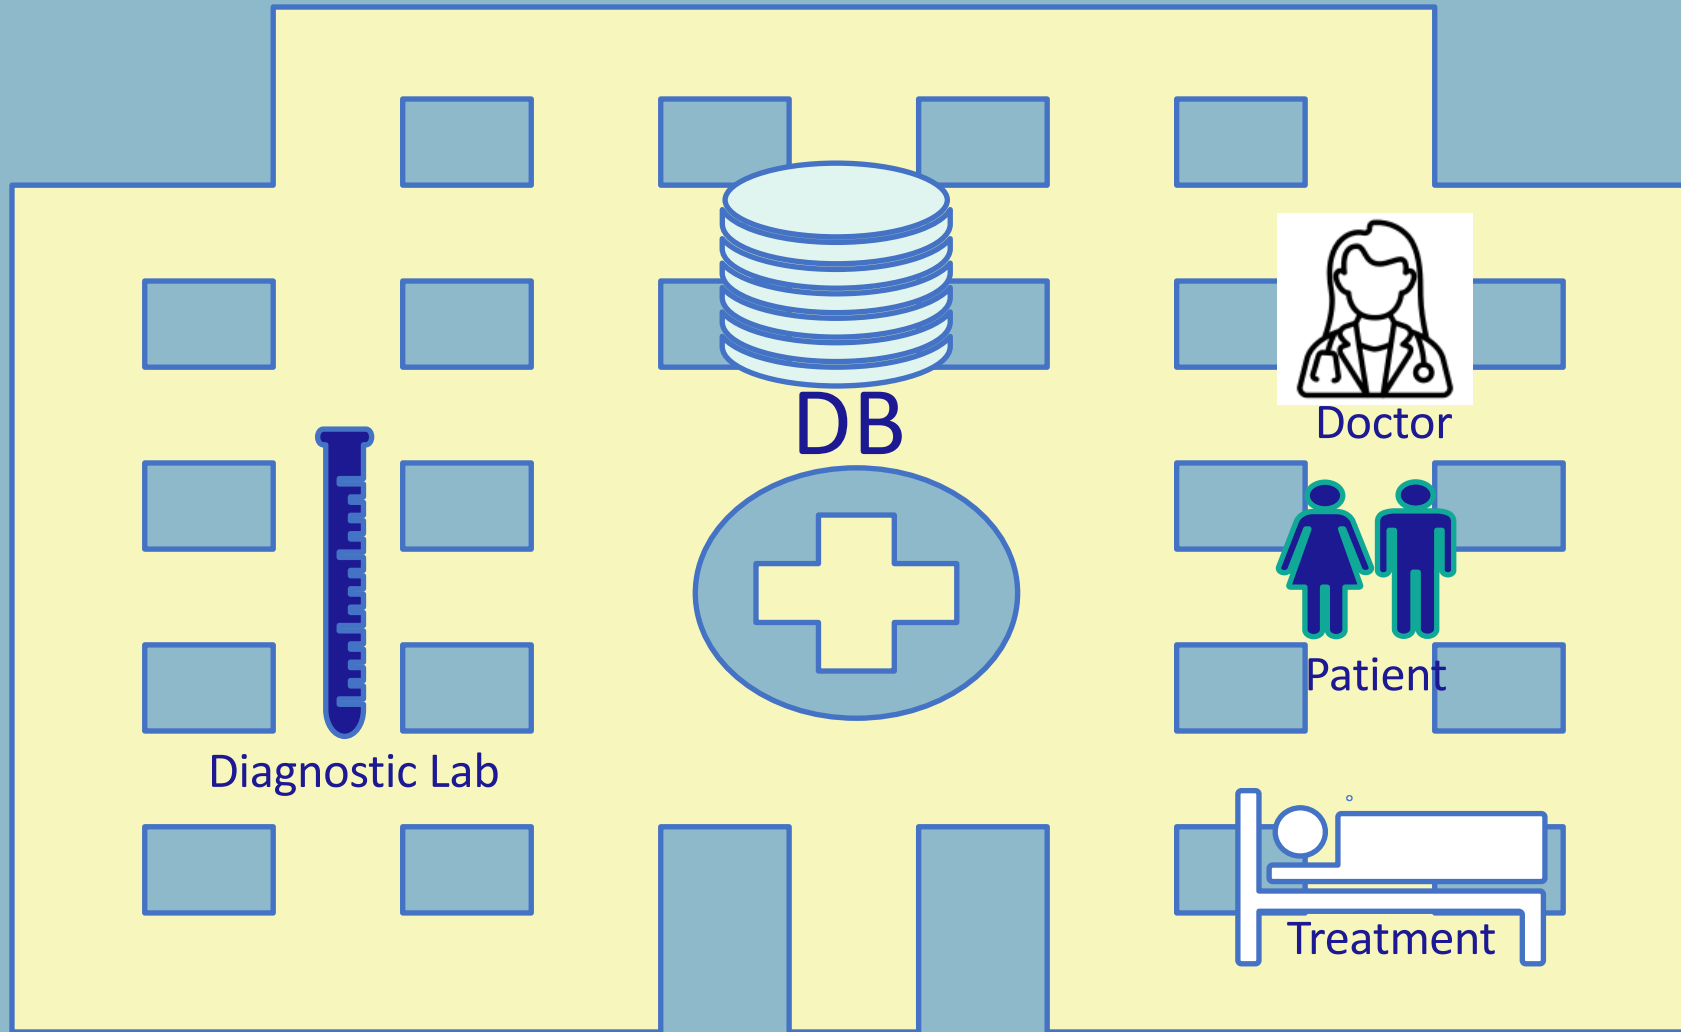 DB
Doctor
Patient
Diagnostic Lab
Treatment